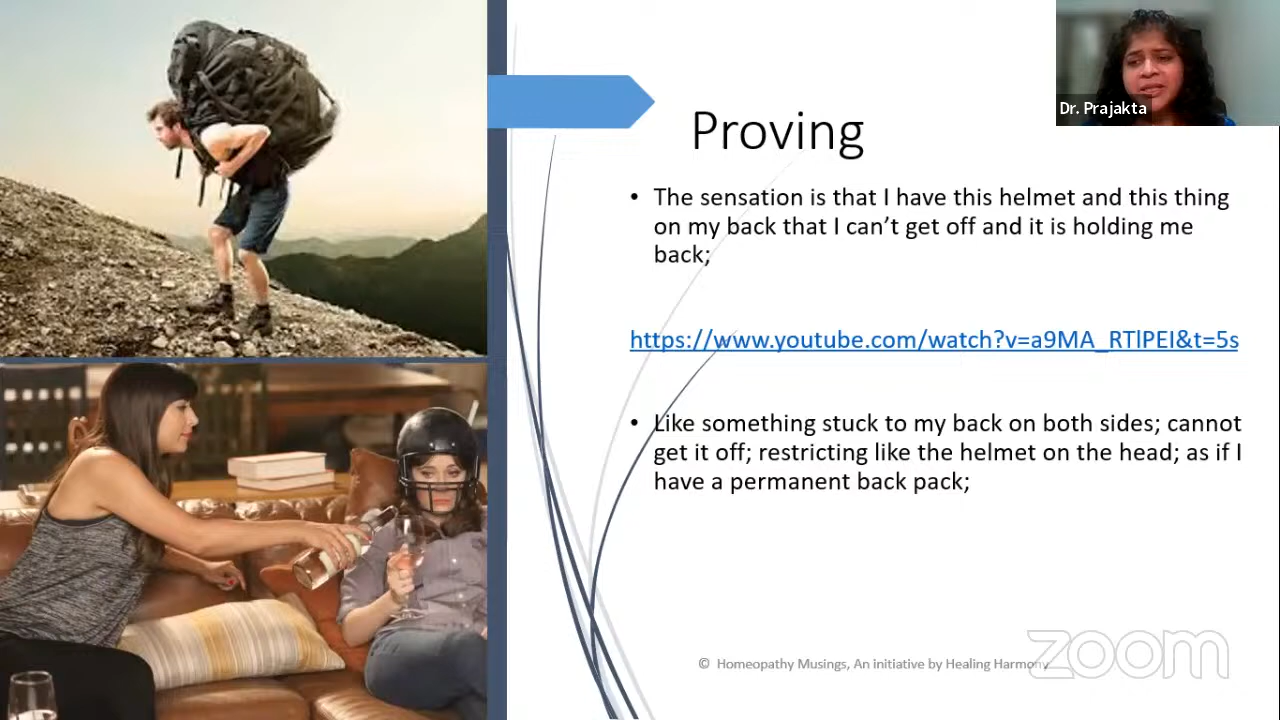 Dr. Prajakta
Proving
• The sensation is that I have this helmet and this thing
on my back that I can’t get off and it is holding me
back;
https://www.youtube.com/watch?v=a9MA_RTlPEI&t=5s
• Like something stuck to my back on both sides; cannot
get it off; restricting like the helmet on the head; as if I
have a permanent back pack;
© Homeopathy Musings, An initiative by Healing Harmony
zoom